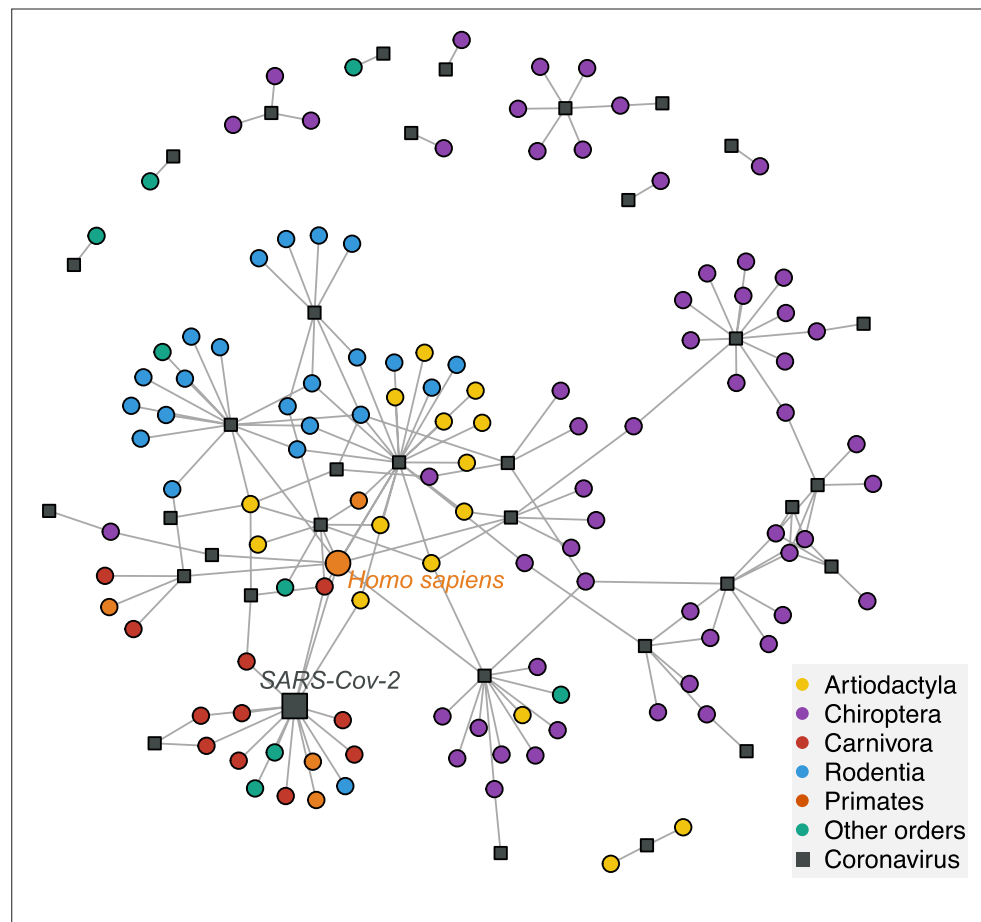 Homo sapiens
SARS-Cov-2
Artiodactyla
Chiroptera
Carnivora
Rodentia
Primates
Other orders
Coronavirus